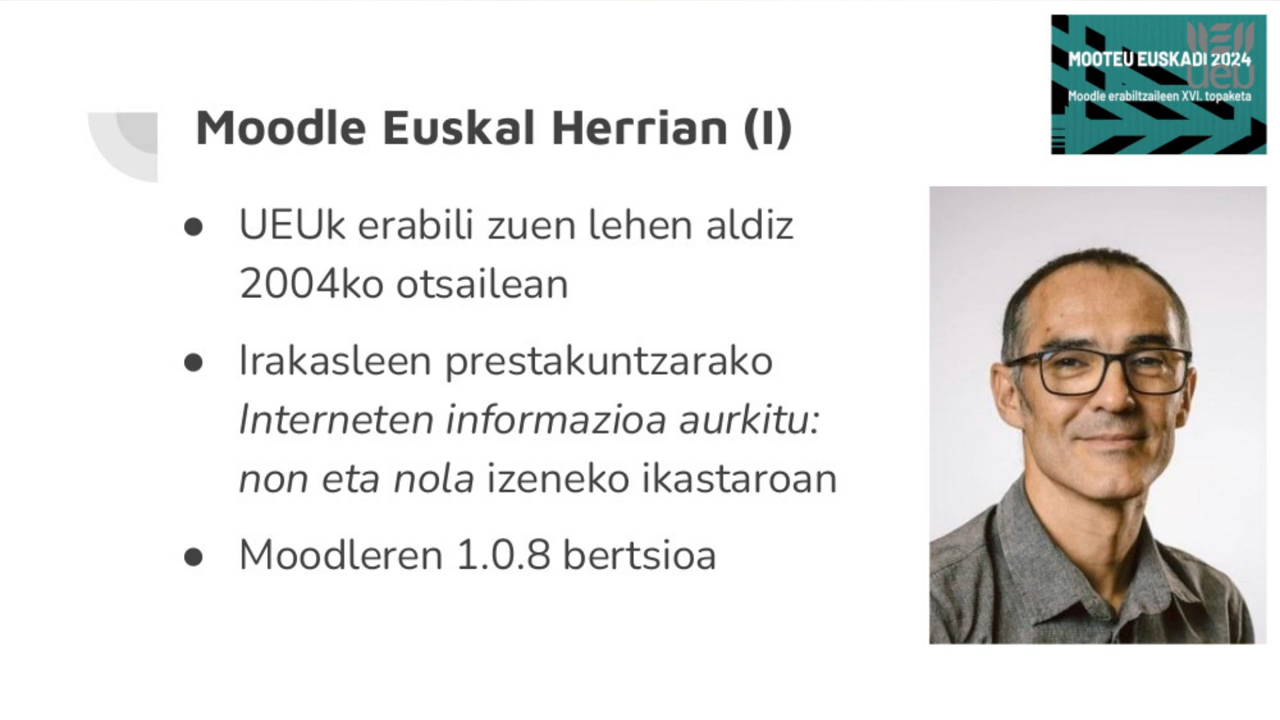 MOOTEU EUSKADI 2024
Moodle erabiltzaileen XVI. topaketa
ueu
Moodle Euskal Herrian (I)
● UEUk erabili zuen lehen aldiz
2004ko otsailean
● Irakasleen prestakuntzarako
Interneten informazioa aurkitu:
non eta nola izeneko ikastaroan
● Moodleren 1.0.8 bertsioa